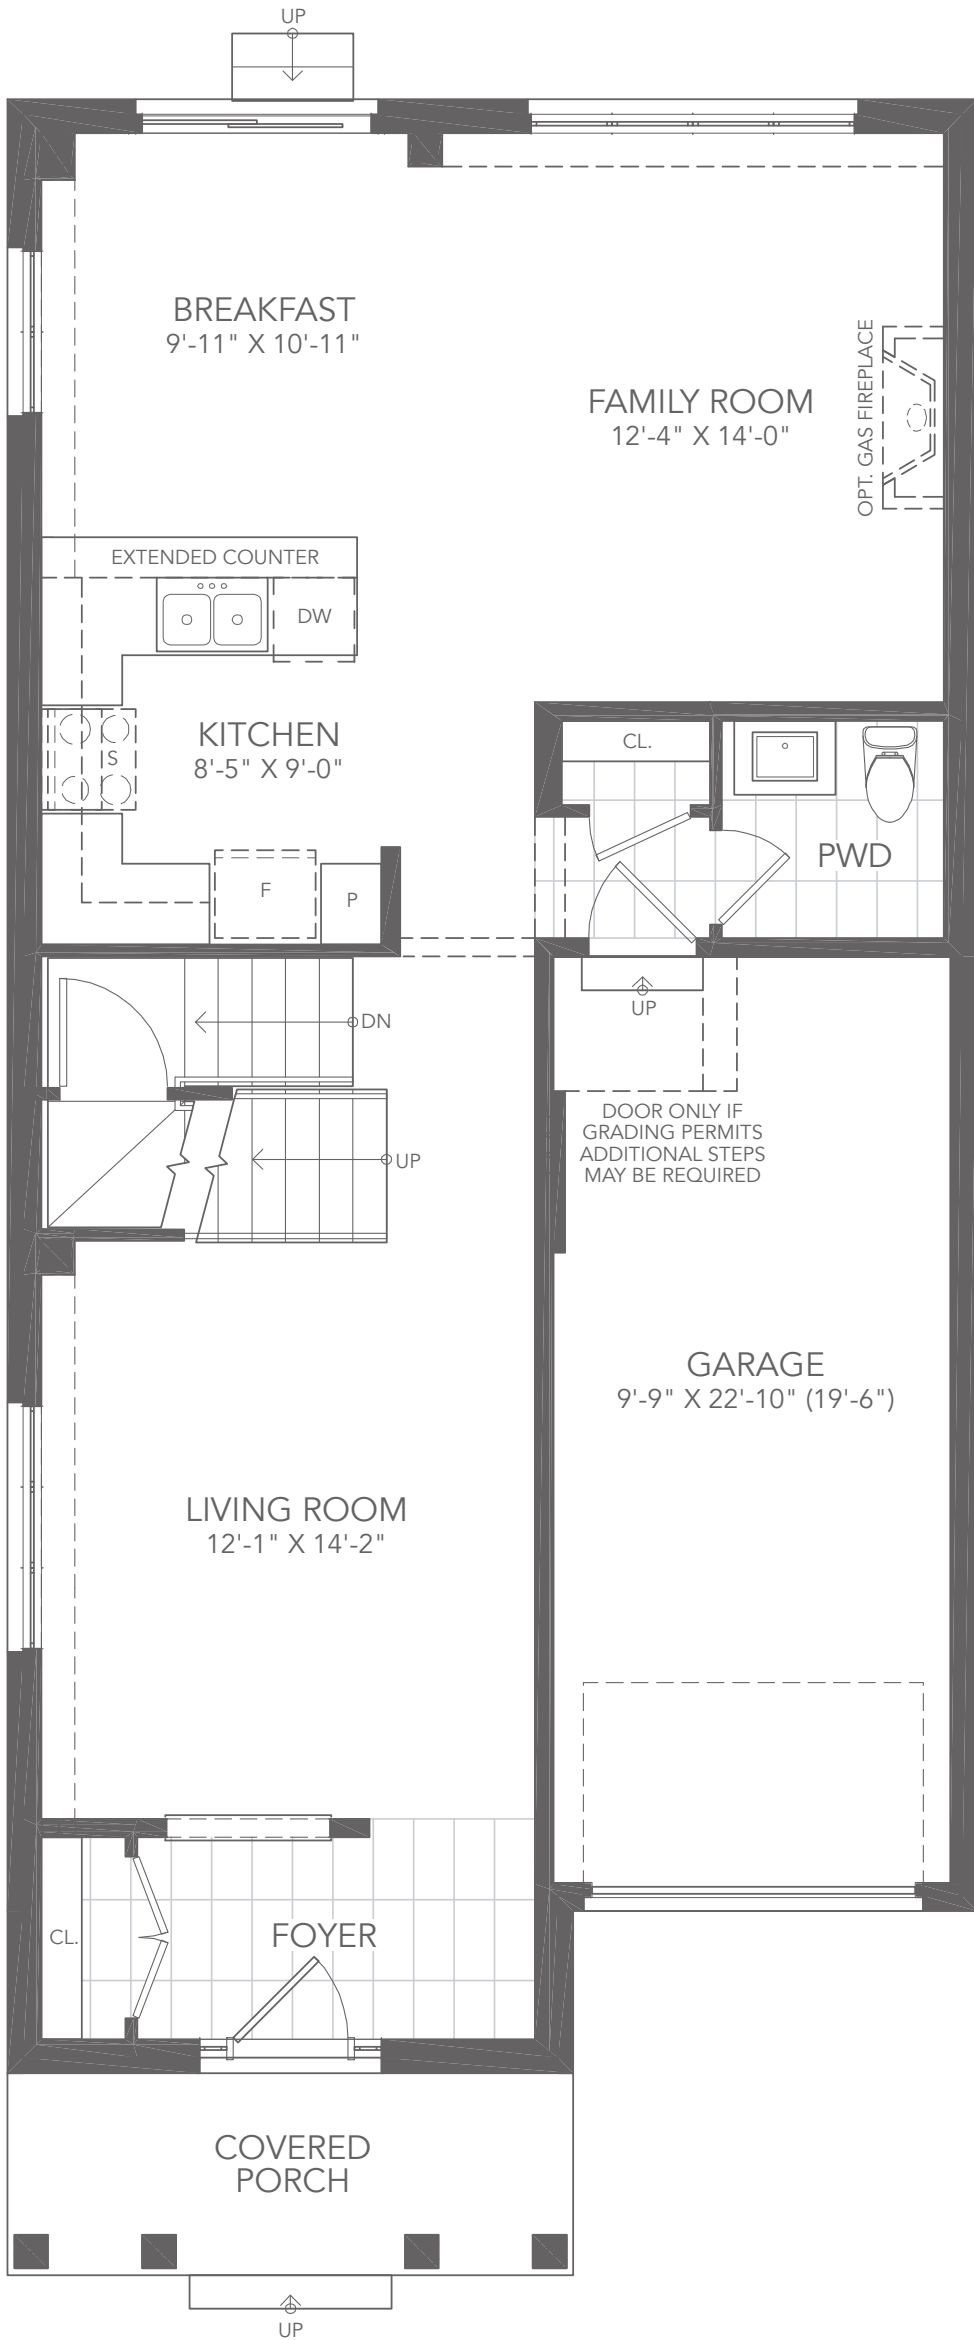 UP
BREAKFAST
9'-11" X 10'-11"
FAMILY ROOM
12'-4" X 14'-0"
OPT. GAS FIREPLACE
EXTENDED COUNTER
DW
KITCHEN
8'-5" X 9'-0"
S
F
P
CL.
PWD
DN
UP
UP
DOOR ONLY IF
GRADING PERMITS
ADDITIONAL STEPS
MAY BE REQUIRED
GARAGE
9'-9" X 22'-10" (19'-6")
LIVING ROOM
12'-1" X 14'-2"
CL.
FOYER
COVERED
PORCH
UP